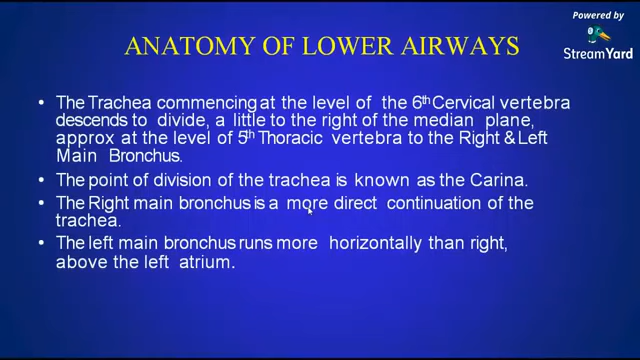 Powered by
StreamYard
ANATOMY OF LOWER AIRWAYS
• The Trachea commencing at the level of the 6th Cervical vertebra
descends to divide, a little to the right of the median plane,
approx at the level of 5th Thoracic vertebra to the Right & Left
Main Bronchus.
• The point of division of the trachea is known as the Carina.
• The Right main bronchus is a more direct continuation of the
trachea.
• The left main bronchus runs more horizontally than right,
above the left atrium.